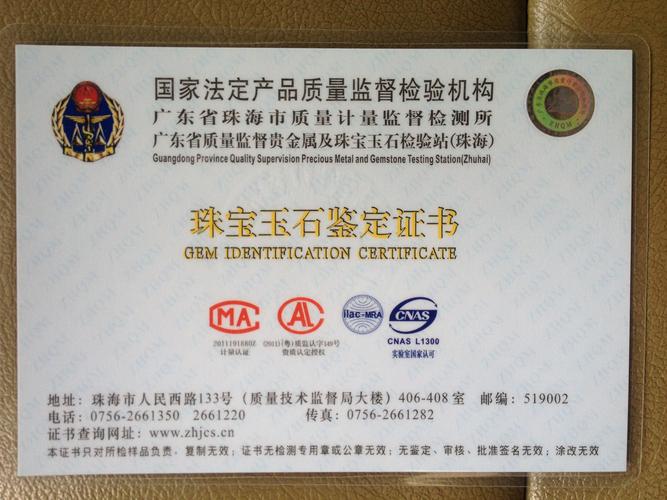 国家法定产品质量监督检验机构
广东省珠海市质量计量监督检测所
广东省质量监督贵金属及珠宝玉石检验站(珠海)
Guangdong Province Quality Supervision Precious Metal and Gemstone Testing Station(Zhuhai)
珠宝玉石鉴定证书
GEM IDENTIFICATION CERTIFICATE
MA AL ilac-MRA CNAS
CNAS L1300
2011191880Z (2011)(粤)质监认字149号
计量认证 资质认定授权 实验室国家认可
地址: 珠海市人民西路133号 (质量技术监督局大楼) 406-408室 邮编: 519002
电话: 0756-2661350 2661220 传真: 0756-2661282
证书查询网址: www.zhjcs.cn
本证书只对所检样品负责, 复制无效; 证书无检测专用章或公章无效; 无鉴定、审核、批准签名无效; 涂改无效